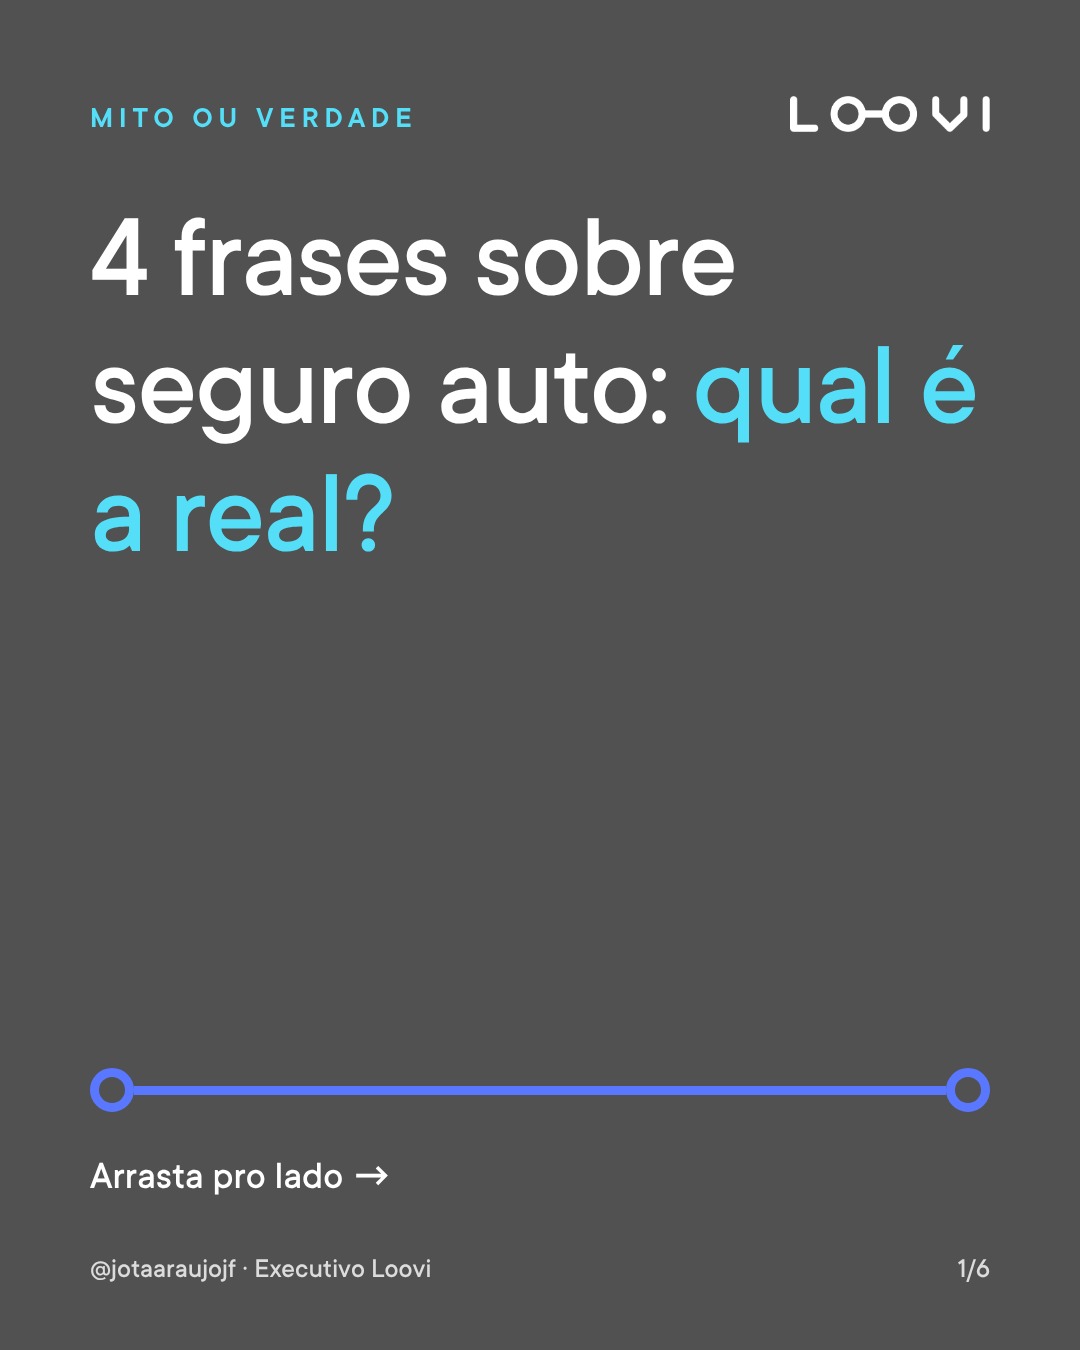 MITO OU VERDADE
LOOVI
4 frases sobre
seguro auto: qual é
a real?
Arrasta pro lado →
@jotaaraujojf · Executivo Loovi
1/6